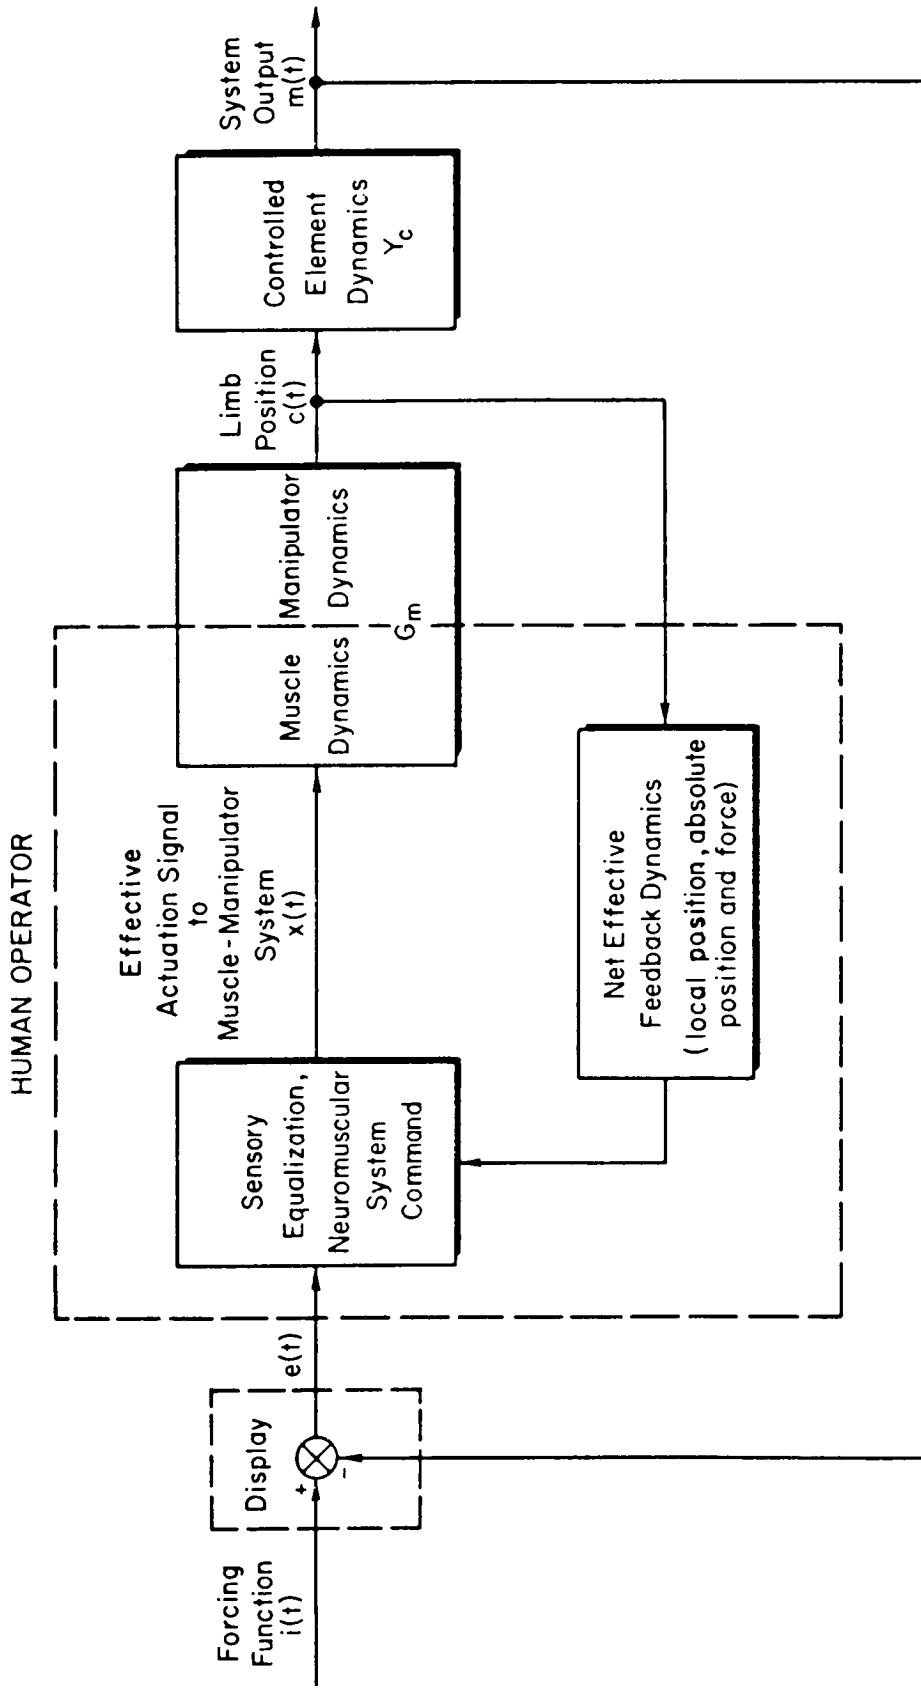 HUMAN OPERATOR
Forcing
Function
i(t)
Display
+
-
e(t)
Sensory
Equalization,
Neuromuscular
System
Command
Effective
Actuation Signal
to
Muscle-Manipulator
System
x(t)
Muscle
Dynamics
Manipulator
Dynamics
Gm
Limb
Position
c(t)
Controlled
Element
Dynamics
Yc
System
Output
m(t)
Net Effective
Feedback Dynamics
(local position, absolute
position and force)